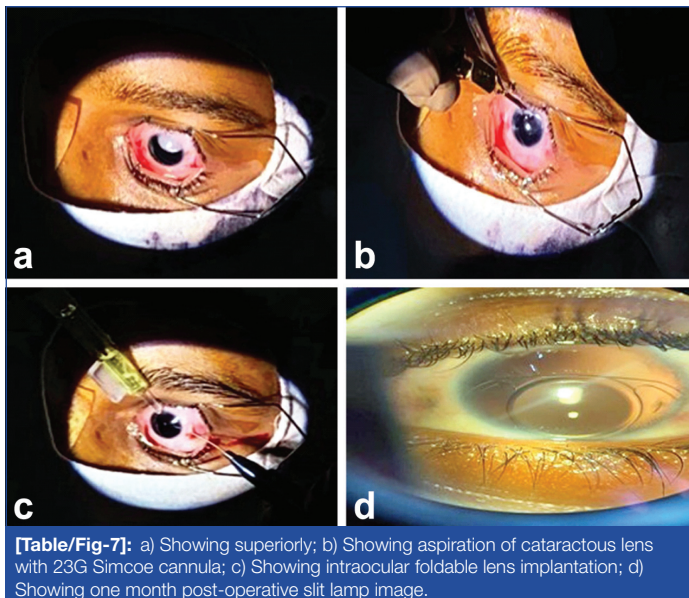 a
b
c
d
[Table/Fig-7]: a) Showing superiorly; b) Showing aspiration of cataractous lens
with 23G Simcoe cannula; c) Showing intraocular foldable lens implantation; d)
Showing one month post-operative slit lamp image.